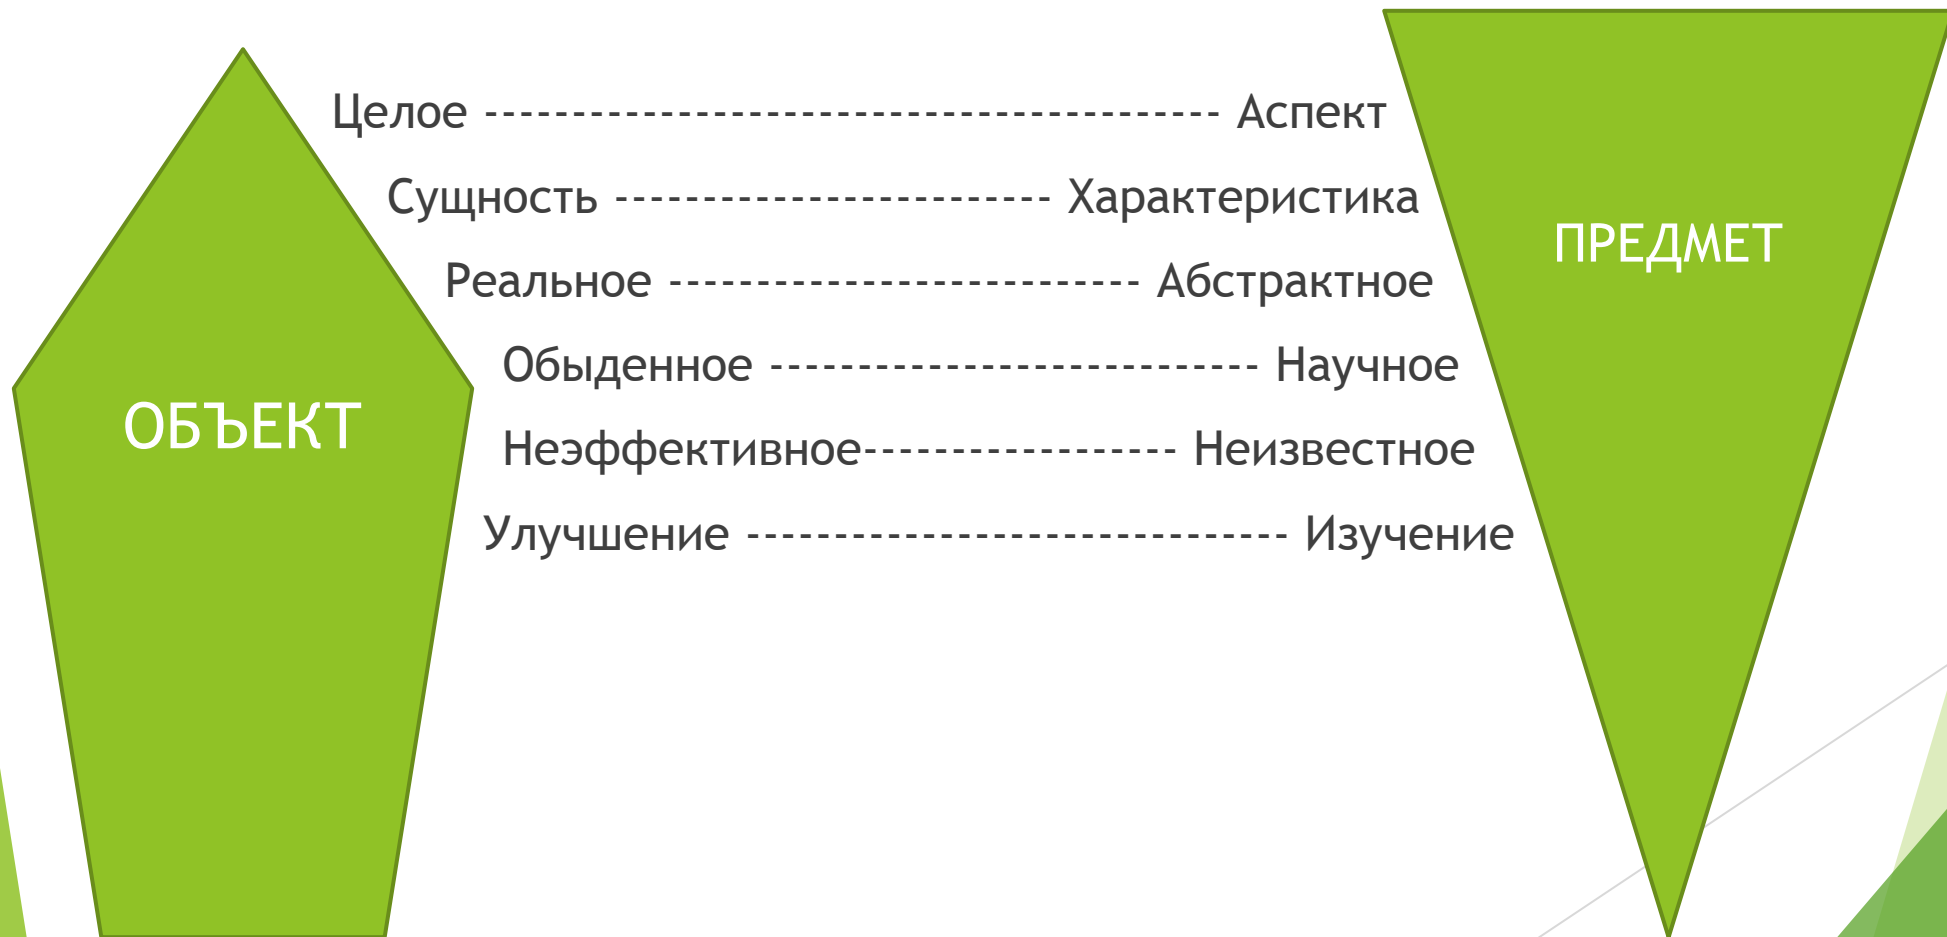 Целое ------------------------------------------ Аспект
Сущность ------------------------- Характеристика
ПРЕДМЕТ
Реальное --------------------------- Абстрактное
Обыденное ---------------------------- Научное
ОБЪЕКТ
Неэффективное------------------ Неизвестное
Улучшение ------------------------------- Изучение